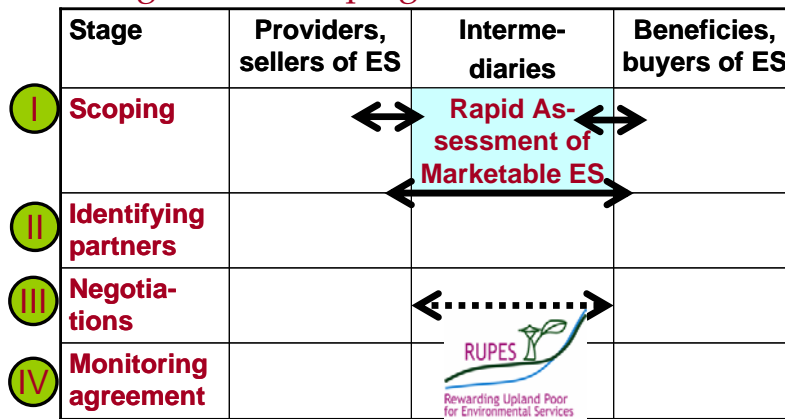 Stage
Providers,
sellers of ES
Interme-
diaries
Beneficies,
buyers of ES
I
Scoping
Rapid As-
sessment of
Marketable ES
II
Identifying
partners
III
Negotia-
tions
IV
Monitoring
agreement
RUPES
Rewarding Upland Poor
for Environmental Services